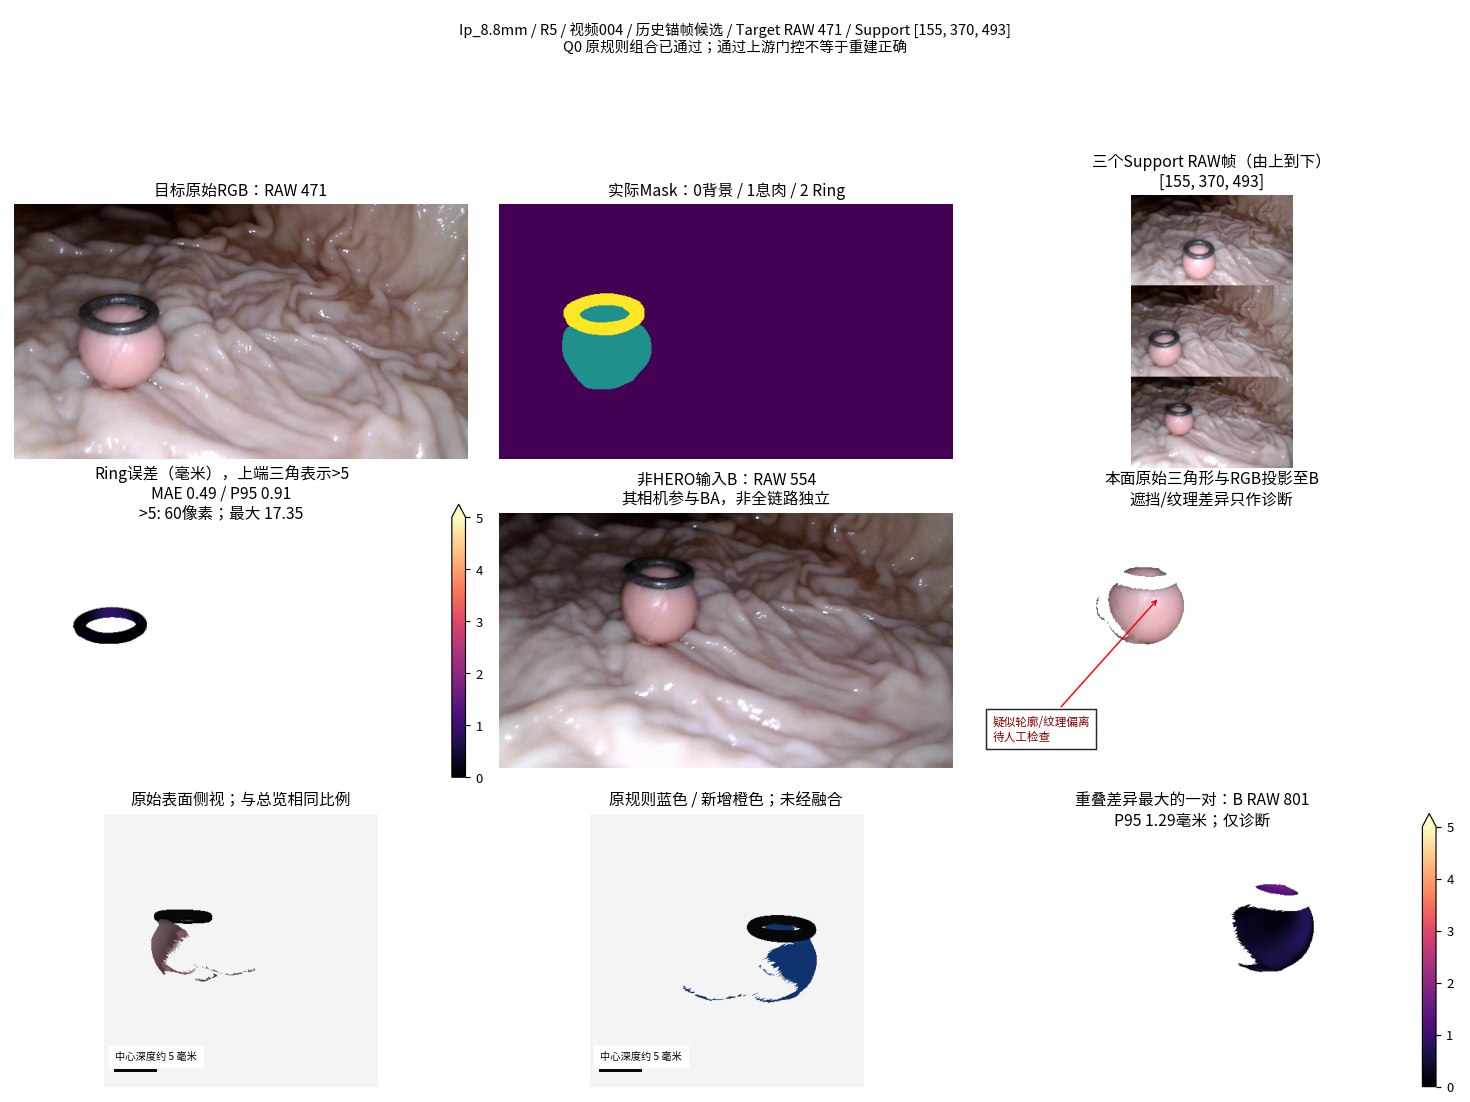 Ip_8.8mm / R5 / 视频004 / 历史锚帧候选 / Target RAW 471 / Support [155, 370, 493]
Q0 原规则组合已通过；通过上游门控不等于重建正确
目标原始RGB：RAW 471
实际Mask：0背景 / 1息肉 / 2 Ring
三个Support RAW帧（由上到下）
[155, 370, 493]
Ring误差（毫米），上端三角表示>5
MAE 0.49 / P95 0.91
>5: 60像素；最大 17.35
5
4
3
2
1
0
非HERO输入B：RAW 554
其相机参与BA，非全链路独立
本面原始三角形与RGB投影至B
遮挡/纹理差异只作诊断
疑似轮廓/纹理偏离
待人工检查
原始表面侧视；与总览相同比例
中心深度约 5 毫米
原规则蓝色 / 新增橙色；未经融合
中心深度约 5 毫米
重叠差异最大的一对：B RAW 801
P95 1.29毫米；仅诊断
5
4
3
2
1
0